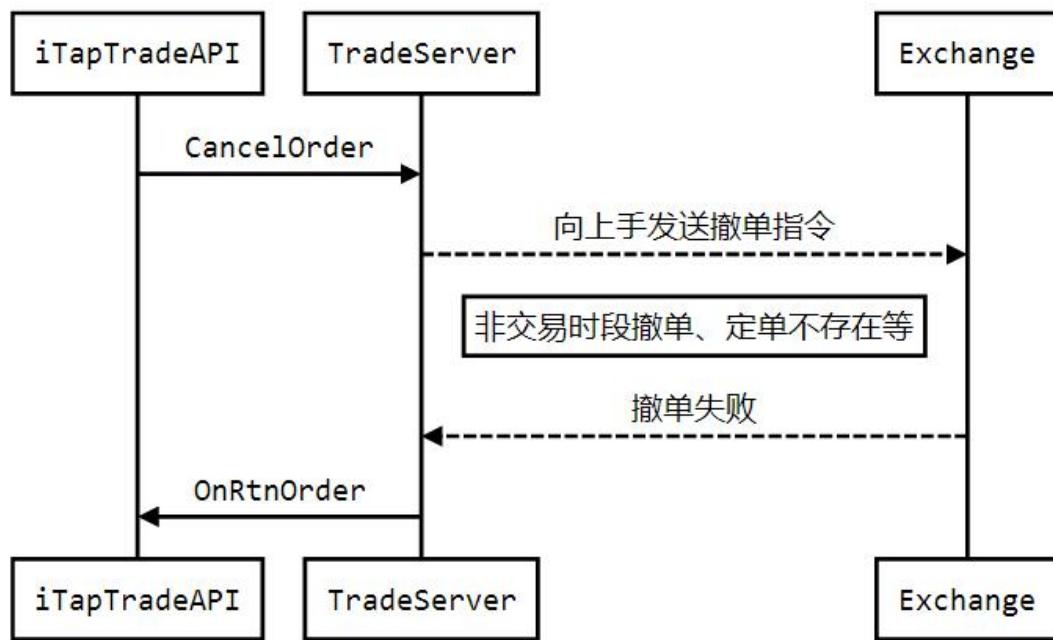 iTapTradeAPI
TradeServer
Exchange
CancelOrder
向上手发送撤单指令
非交易时段撤单、定单不存在等
撤单失败
OnRtnOrder
iTapTradeAPI
TradeServer
Exchange